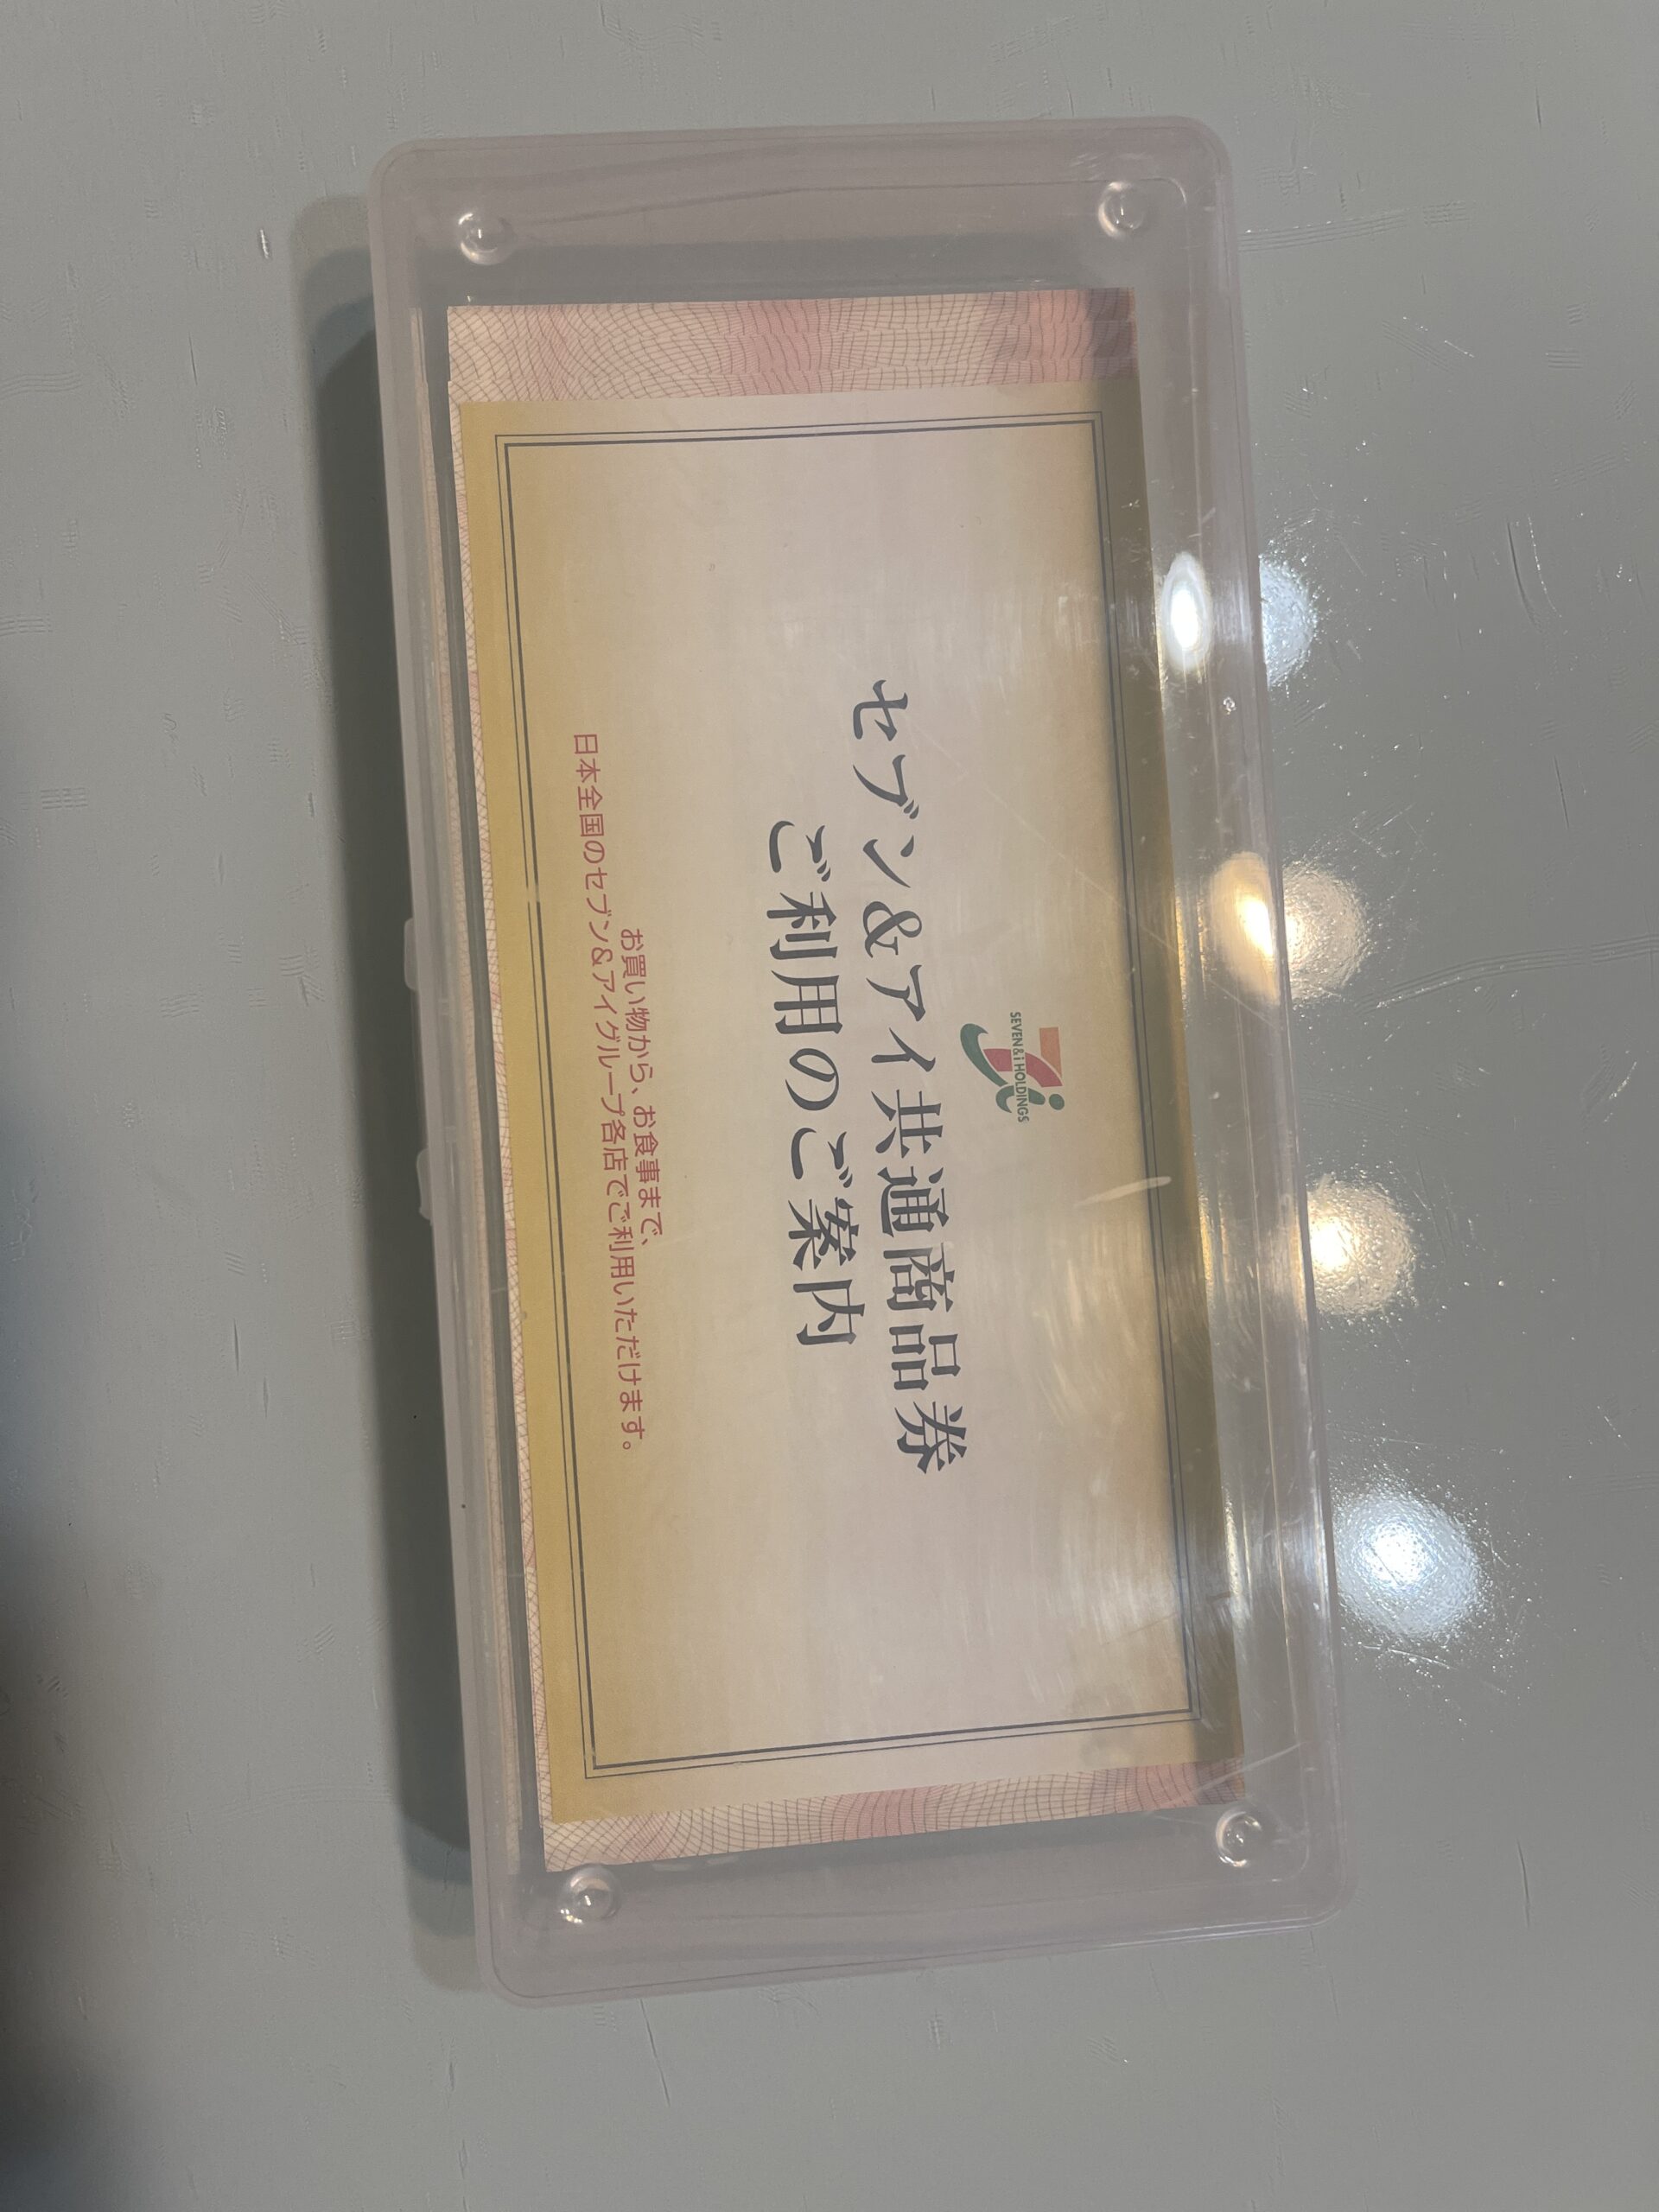 SEVEN & i HOLDINGS
セブン&アイ共通商品券
ご利用のご案内
お買い物から、お食事まで、
日本全国のセブン&アイグループ各店でご利用いただけます。